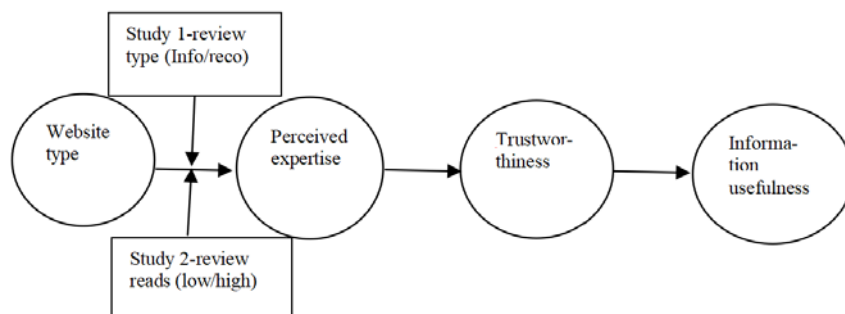 Study 1-review
type (Info/reco)
Website
type
Perceived
expertise
Trustwor-
thiness
Informa-
tion
usefulness
Study 2-review
reads (low/high)